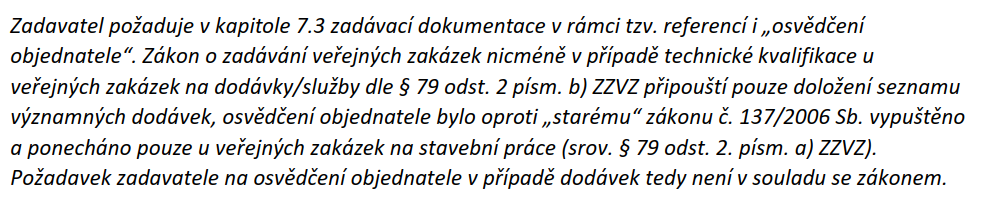 Zadavatel požaduje v kapitole 7.3 zadávací dokumentace v rámci tzv. referencí i „osvědčení
objednatele“. Zákon o zadávání veřejných zakázek nicméně v případě technické kvalifikace u
veřejných zakázek na dodávky/služby dle § 79 odst. 2 písm. b) ZZVZ připouští pouze doložení seznamu
významných dodávek, osvědčení objednatele bylo oproti „starému“ zákonu č. 137/2006 Sb. vypuštěno
a ponecháno pouze u veřejných zakázek na stavební práce (srov. § 79 odst. 2. písm. a) ZZVZ).
Požadavek zadavatele na osvědčení objednatele v případě dodávek tedy není v souladu se zákonem.